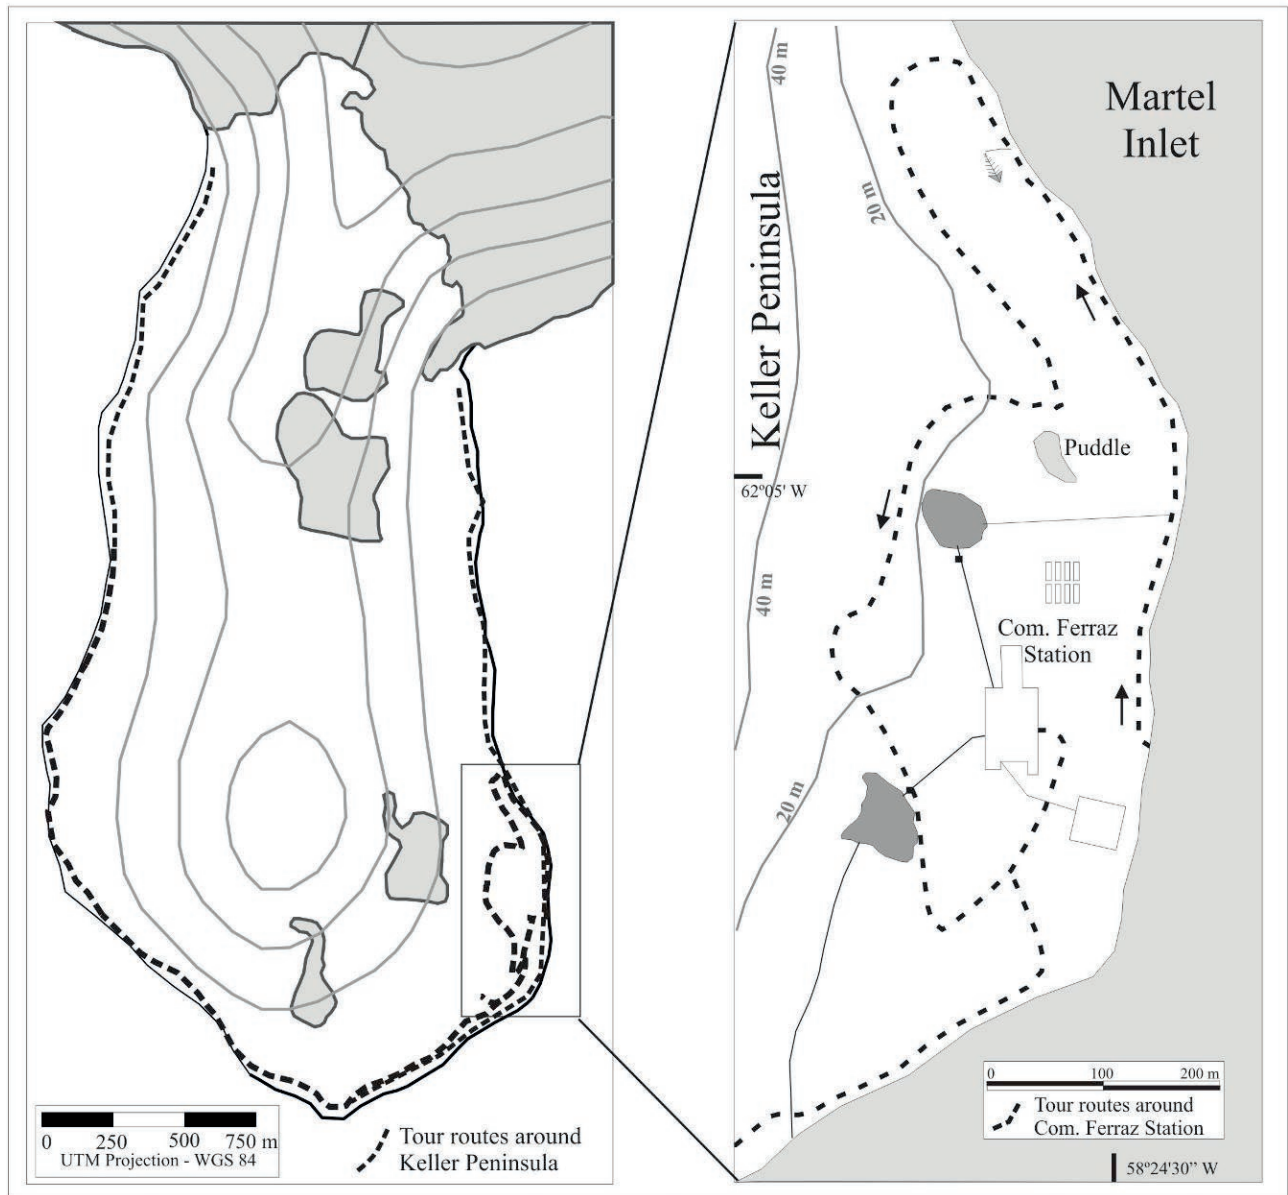 0 250 500 750 m
UTM Projection - WGS 84
Tour routes around
Keller Peninsula
Martel
Inlet
40 m
20 m
Keller Peninsula
62º05' W
Puddle
40 m
Com. Ferraz
Station
20 m
0 100 200 m
Tour routes around
Com. Ferraz Station
58º24'30” W